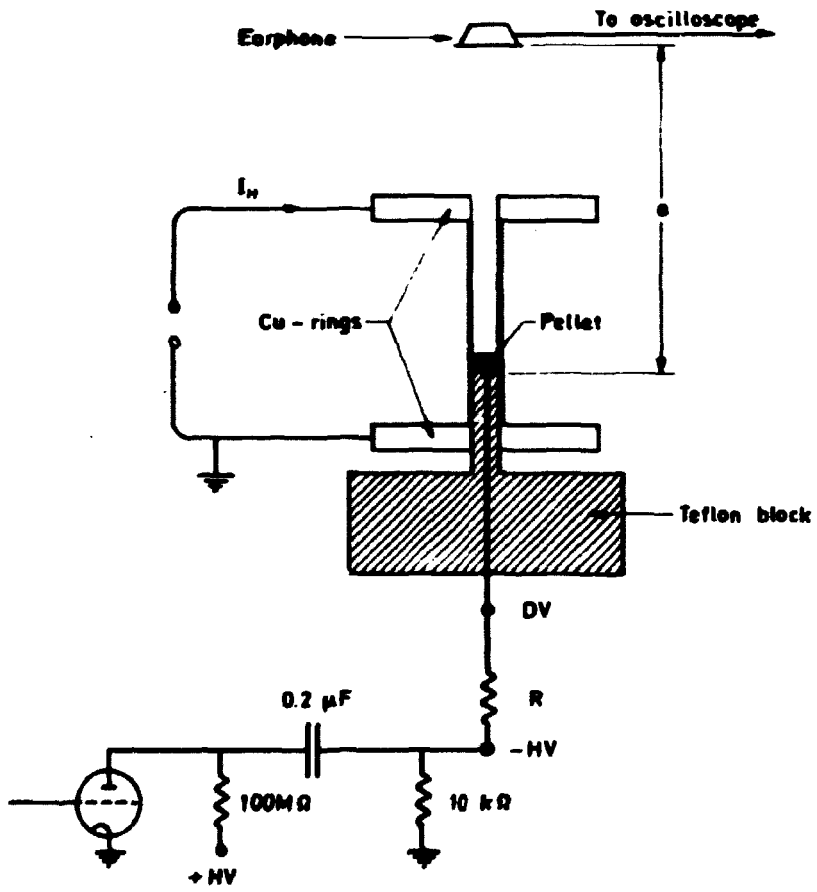 To oscilloscope
Earphone
I_H
a
Cu-rings
Pellet
Teflon block
DV
0.2 μF
R
-HV
100MΩ
10 kΩ
+HV